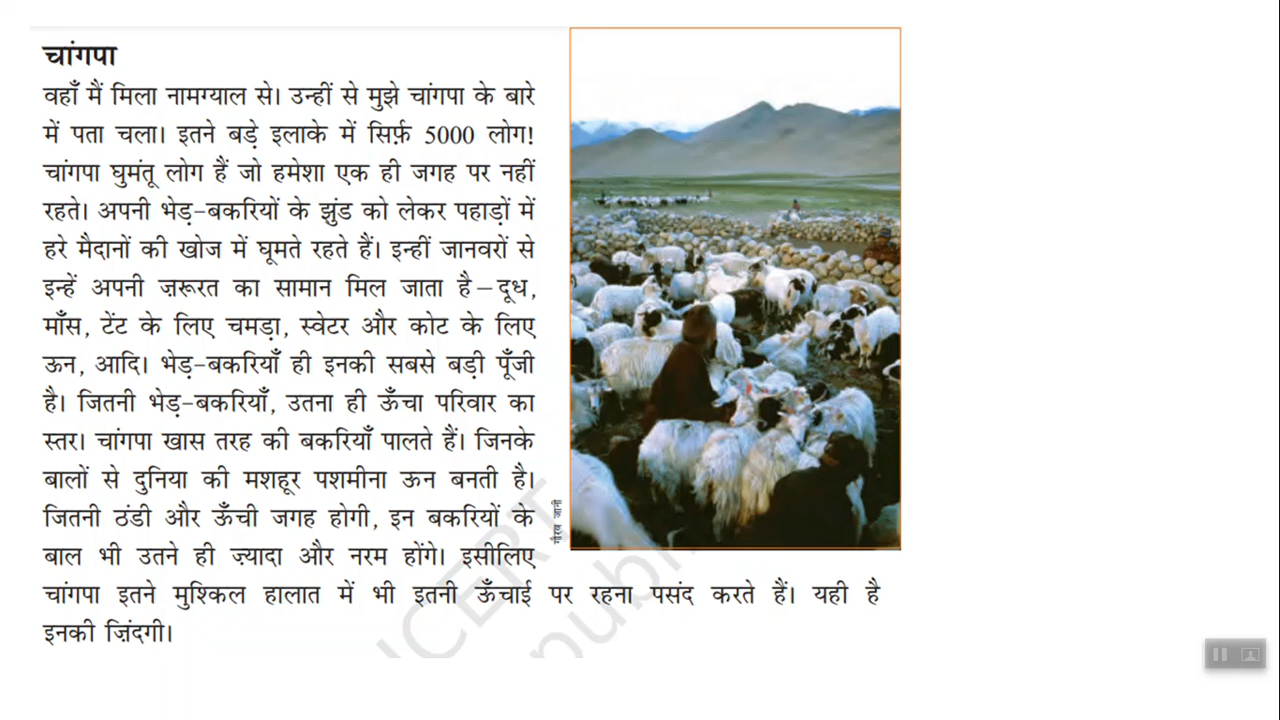 चांगपा
वहाँ मैं मिला नामग्याल से। उन्हीं से मुझे चांगपा के बारे
में पता चला। इतने बड़े इलाके में सिर्फ़ 5000 लोग!
चांगपा घुमंतू लोग हैं जो हमेशा एक ही जगह पर नहीं
रहते। अपनी भेड़-बकरियों के झुंड को लेकर पहाड़ों में
हरे मैदानों की खोज में घूमते रहते हैं। इन्हीं जानवरों से
इन्हें अपनी ज़रूरत का सामान मिल जाता है–दूध,
माँस, टेंट के लिए चमड़ा, स्वेटर और कोट के लिए
ऊन, आदि। भेड़-बकरियाँ ही इनकी सबसे बड़ी पूँजी
है। जितनी भेड़-बकरियाँ, उतना ही ऊँचा परिवार का
स्तर। चांगपा खास तरह की बकरियाँ पालते हैं। जिनके
बालों से दुनिया की मशहूर पशमीना ऊन बनती है।
जितनी ठंडी और ऊँची जगह होगी, इन बकरियों के
बाल भी उतने ही ज़्यादा और नरम होंगे। इसीलिए
चांगपा इतने मुश्किल हालात में भी इतनी ऊँचाई पर रहना पसंद करते हैं। यही है
इनकी ज़िंदगी।
गौरव जानी
NCERT